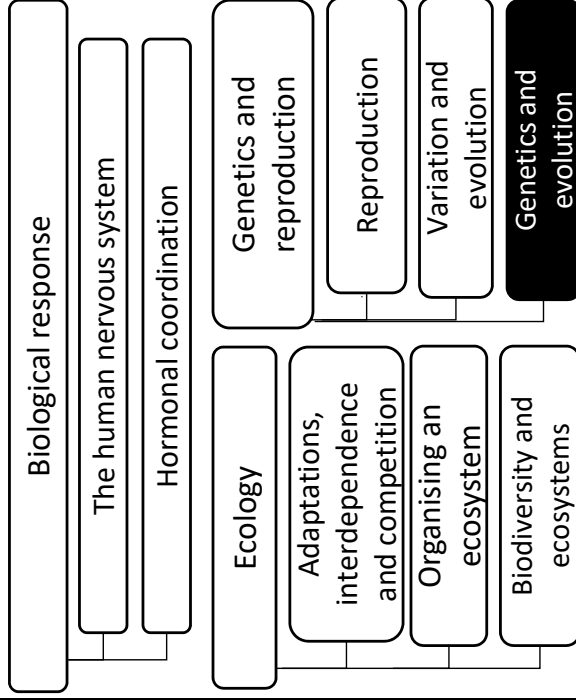 Biological response
The human nervous system
Hormonal coordination
Ecology
Adaptations,
interdependence
and competition
Organising an
ecosystem
Biodiversity and
ecosystems
Genetics and
reproduction
Reproduction
Variation and
evolution
Genetics and
evolution